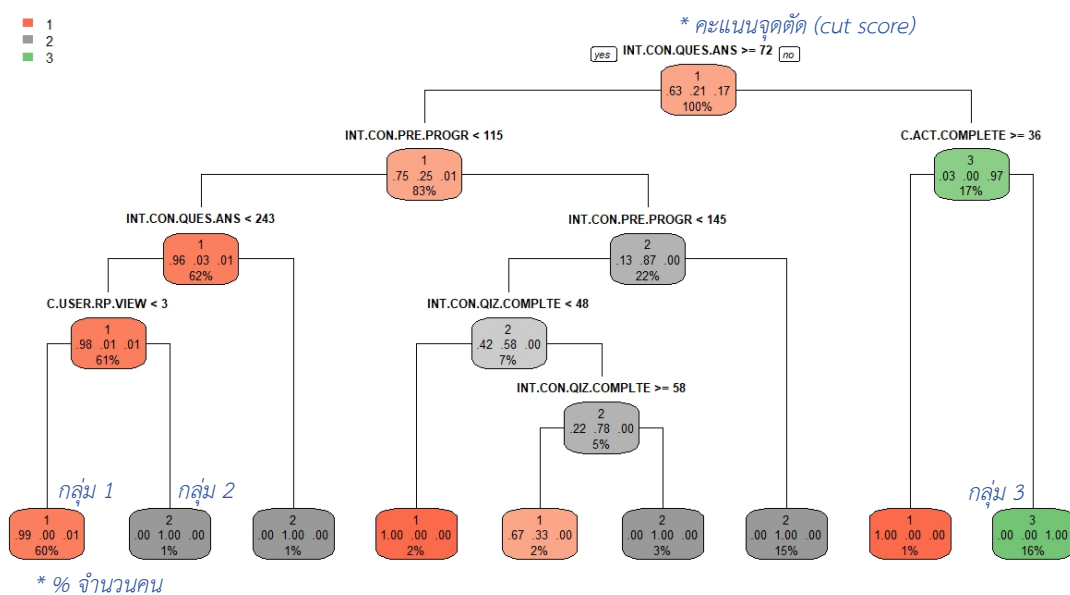 1
2
3
* คะแนนจุดตัด (cut score)
yes INT.CON.QUES.ANS >= 72 no
1
.63 .21 .17
100%
INT.CON.PRE.PROGR < 115
C.ACT.COMPLETE >= 36
1
.75 .25 .01
83%
3
.03 .00 .97
17%
INT.CON.QUES.ANS < 243
INT.CON.PRE.PROGR < 145
1
.96 .03 .01
62%
2
.13 .87 .00
22%
C.USER.RP.VIEW < 3
INT.CON.QIZ.COMPLTE < 48
1
.98 .01 .01
61%
2
.42 .58 .00
7%
INT.CON.QIZ.COMPLTE >= 58
2
.22 .78 .00
5%
กลุ่ม 1
กลุ่ม 2
กลุ่ม 3
1
.99 .00 .01
60%
2
.00 1.00 .00
1%
2
.00 1.00 .00
1%
1
1.00 .00 .00
2%
1
.67 .33 .00
2%
2
.00 1.00 .00
3%
2
.00 1.00 .00
15%
1
1.00 .00 .00
1%
3
.00 .00 1.00
16%
* % จำนวนคน